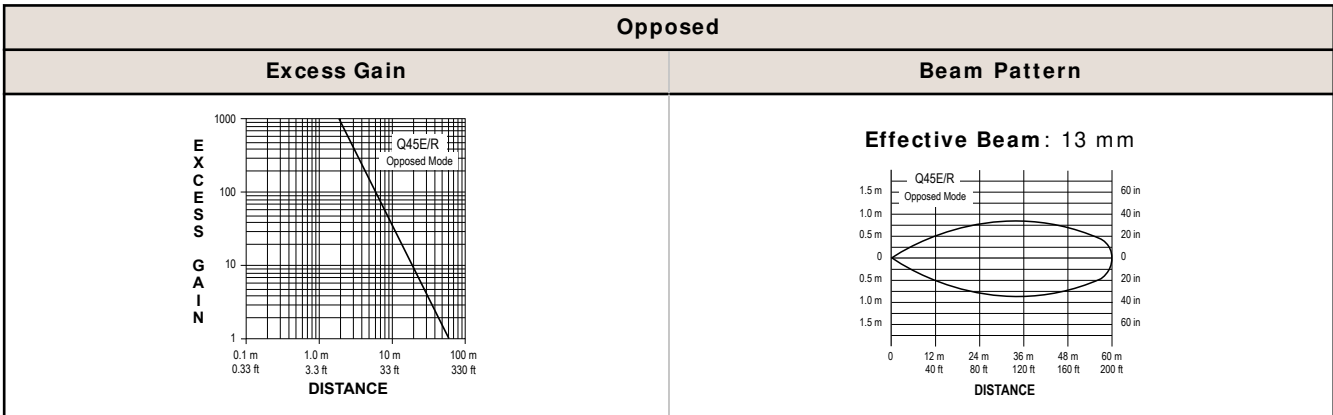 Opposed
Excess Gain
Beam Pattern
EXCESS GAIN
1000
100
10
1
Q45E/R
Opposed Mode
0.1 m 1.0 m 10 m 100 m
0.33 ft 3.3 ft 33 ft 330 ft
DISTANCE
Effective Beam: 13 mm
Q45E/R
Opposed Mode
1.5 m 60 in
1.0 m 40 in
0.5 m 20 in
0 0
0.5 m 20 in
1.0 m 40 in
1.5 m 60 in
0 12 m 24 m 36 m 48 m 60 m
40 ft 80 ft 120 ft 160 ft 200 ft
DISTANCE